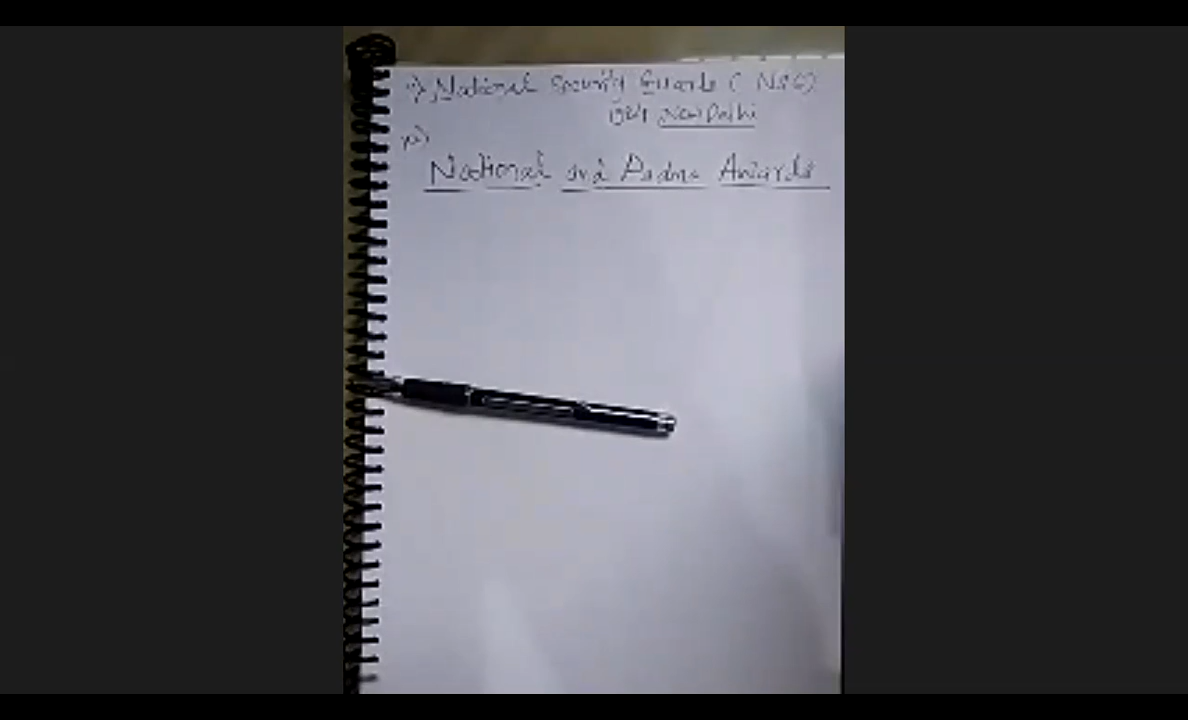 National Security Guards (NSG)
1984 New Delhi
National and Padma Awards